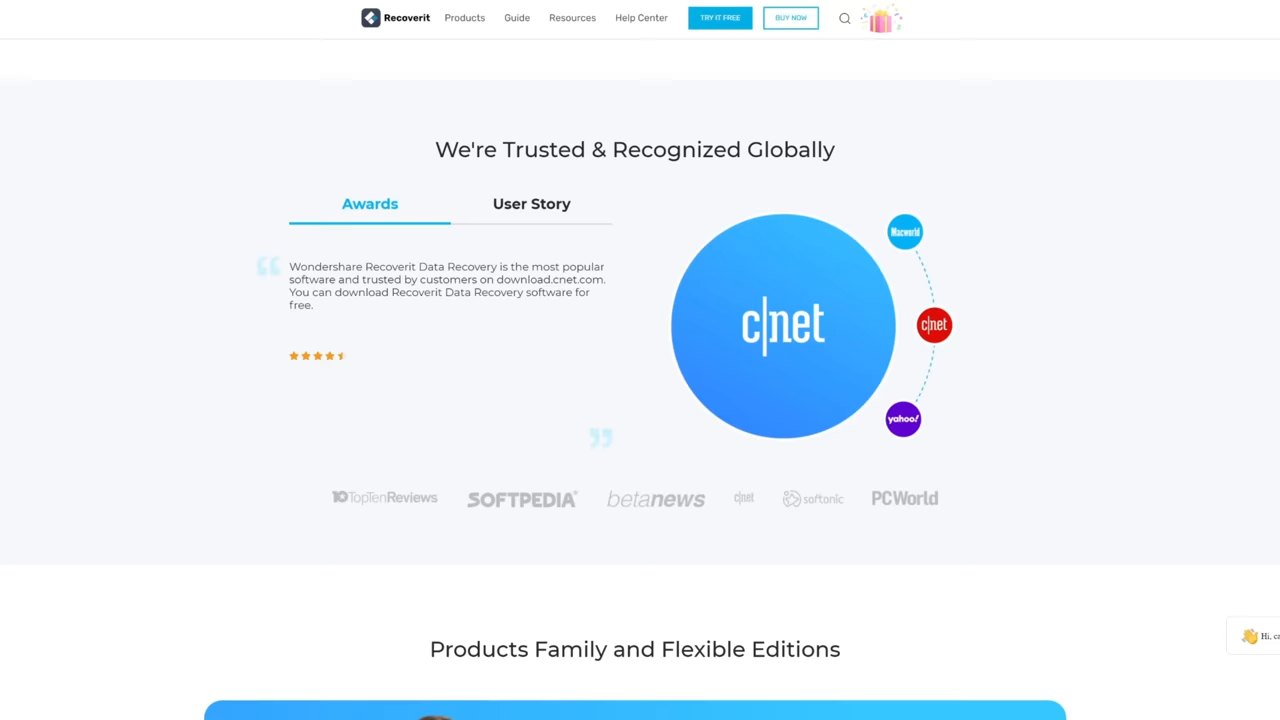 Recoverit Products Guide Resources Help Center TRY IT FREE BUY NOW
We're Trusted & Recognized Globally
Awards User Story
Wondershare Recoverit Data Recovery is the most popular
software and trusted by customers on download.cnet.com.
You can download Recoverit Data Recovery software for
free.
c|net
Macworld
c|net
yahoo!
10 TopTenReviews SOFTPEDIA® betanews c|net softonic PCWorld
Products Family and Flexible Editions
Hi,